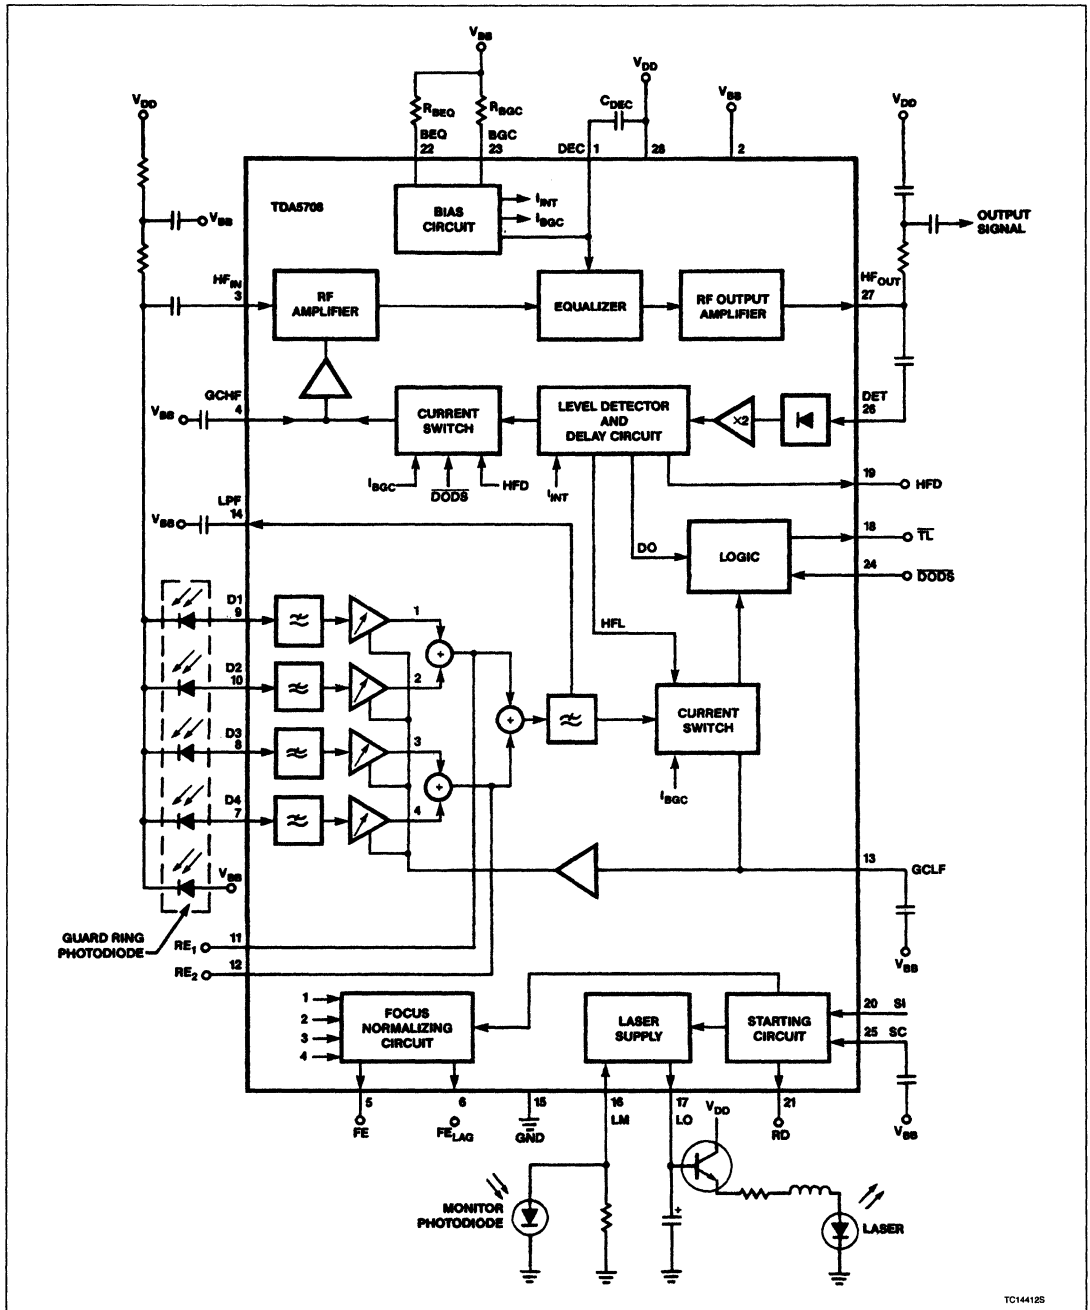 V_BB
V_DD
C_DEC
V_BB
V_DD
V_DD
R_BEQ
R_BGC
BEQ
BGC
DEC
22
23
1
28
2
TDA5708
BIAS CIRCUIT
I_INT
I_BGC
V_BB
OUTPUT SIGNAL
HF_IN
3
RF AMPLIFIER
EQUALIZER
RF OUTPUT AMPLIFIER
HF_OUT
27
GCHF
V_BB
4
CURRENT SWITCH
LEVEL DETECTOR AND DELAY CIRCUIT
×2
DET
26
I_BGC
DODS
HFD
I_INT
19
HFD
LPF
V_BB
14
DO
LOGIC
18
TL
24
DODS
D1
9
≈
1
HFL
+
D2
10
≈
2
CURRENT SWITCH
+
≈
D3
8
≈
3
I_BGC
+
D4
7
≈
4
V_BB
13
GCLF
GUARD RING PHOTODIODE
RE_1
11
RE_2
12
V_BB
1
2
3
4
FOCUS NORMALIZING CIRCUIT
LASER SUPPLY
STARTING CIRCUIT
20
SI
25
SC
5
6
15
16
17
21
FE
FE_LAG
GND
LM
LO
V_DD
RD
V_BB
MONITOR PHOTODIODE
+
LASER
TC14412S